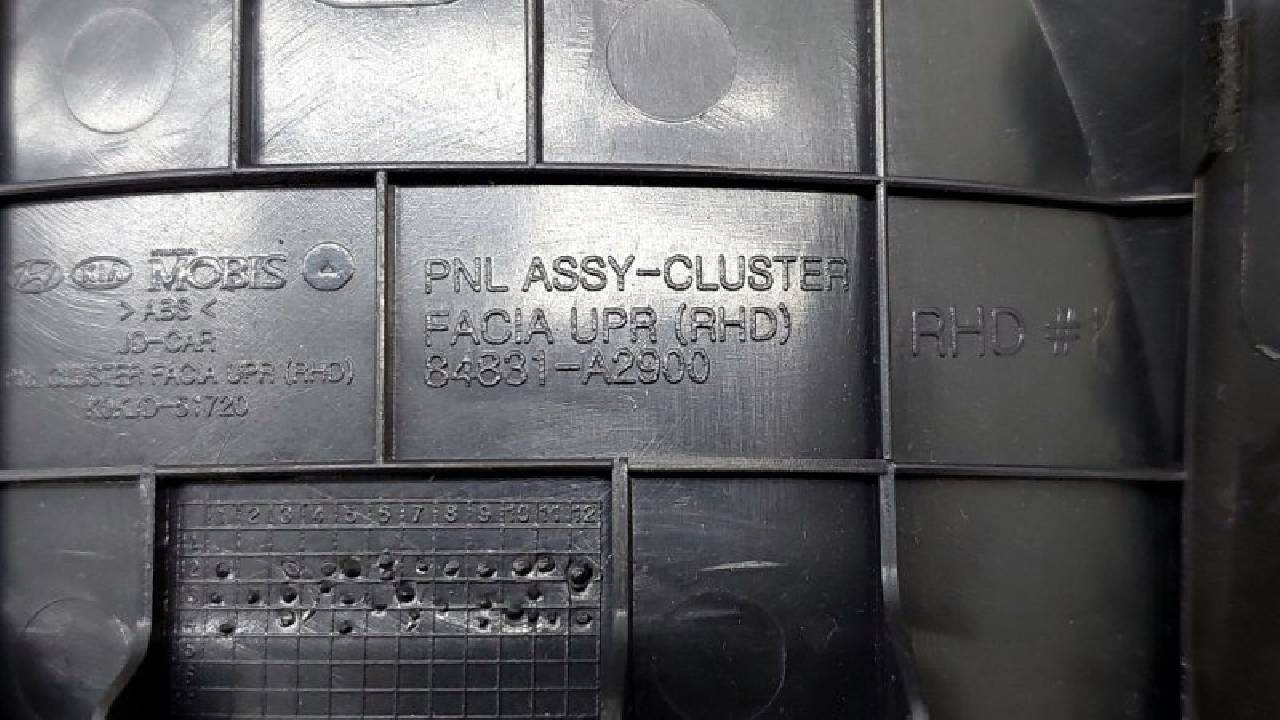 KIA MOBIS
>ABS<
CLUSTER FACIA UPR (RHD)
PNL ASSY-CLUSTER
FACIA UPR (RHD)
84831-A2900
RHD
1 2 3 4 5 6 7 8 9 10 11 12